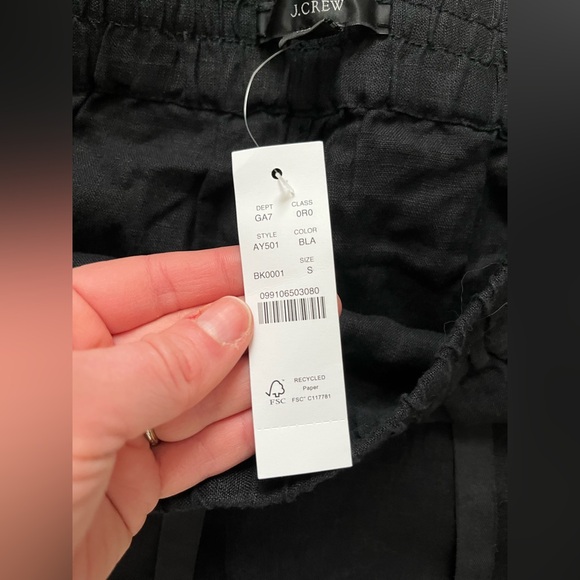 J.CREW
DEPT CLASS
GA7 0R0
STYLE COLOR
AY501 BLA
SIZE
BK0001 S
099106503080
RECYCLED
Paper
FSC
FSC® C117781